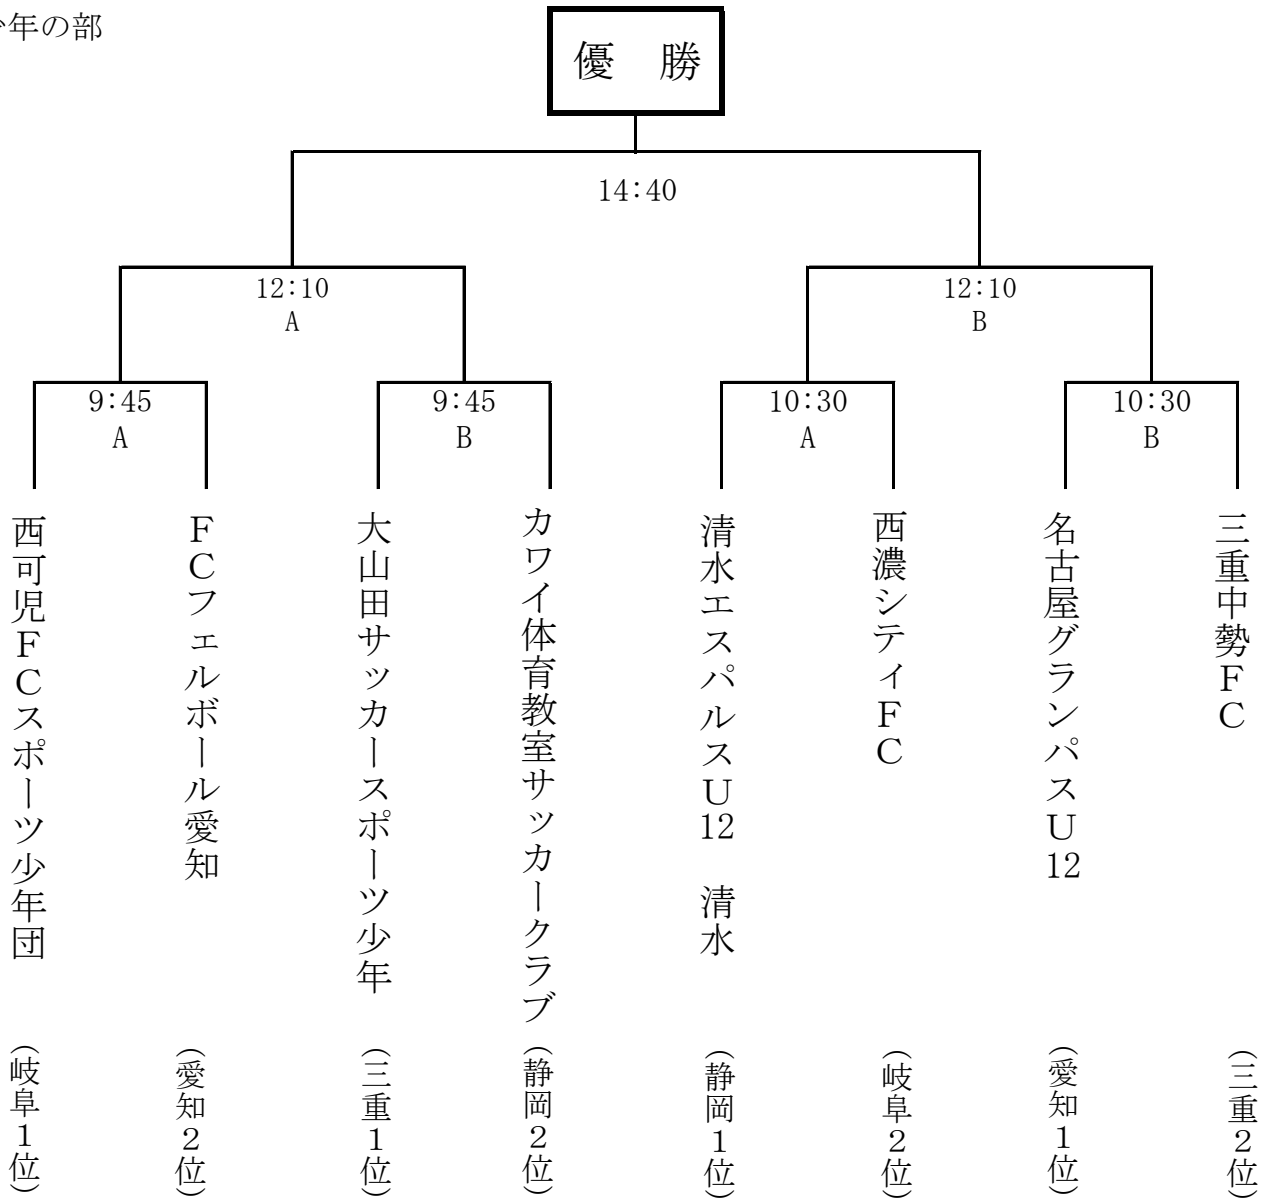 年の部
優　勝
14:40
12:10
A
12:10
B
9:45
A
9:45
B
10:30
A
10:30
B
西可児ＦＣスポーツ少年団
（岐阜１位）
ＦＣフェルボール愛知
（愛知２位）
大山田サッカースポーツ少年
（三重１位）
カワイ体育教室サッカークラブ
（静岡２位）
清水エスパルスＵ12　清水
（静岡１位）
西濃シティＦＣ
（岐阜２位）
名古屋グランパスＵ12
（愛知１位）
三重中勢ＦＣ
（三重２位）